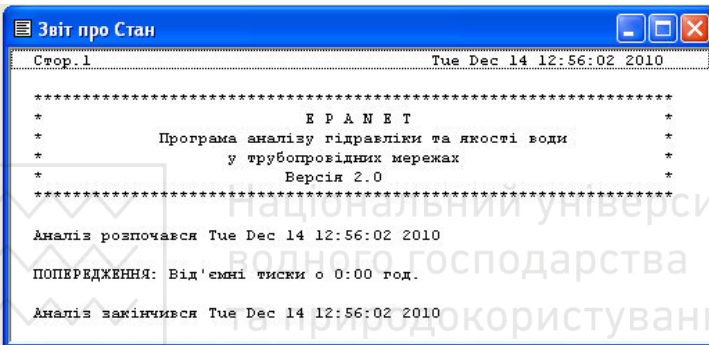 Звіт про Стан
Стор.1 Tue Dec 14 12:56:02 2010
******************************************************************
* E P A N E T *
* Програма аналізу гідравліки та якості води *
* у трубопровідних мережах *
* Версія 2.0 *
******************************************************************
Національний універси
Аналіз розпочався Tue Dec 14 12:56:02 2010
водного господарства
ПОПЕРЕДЖЕННЯ: Від'ємні тиски о 0:00 год.
Аналіз закінчився Tue Dec 14 12:56:02 2010
та природокористуванн